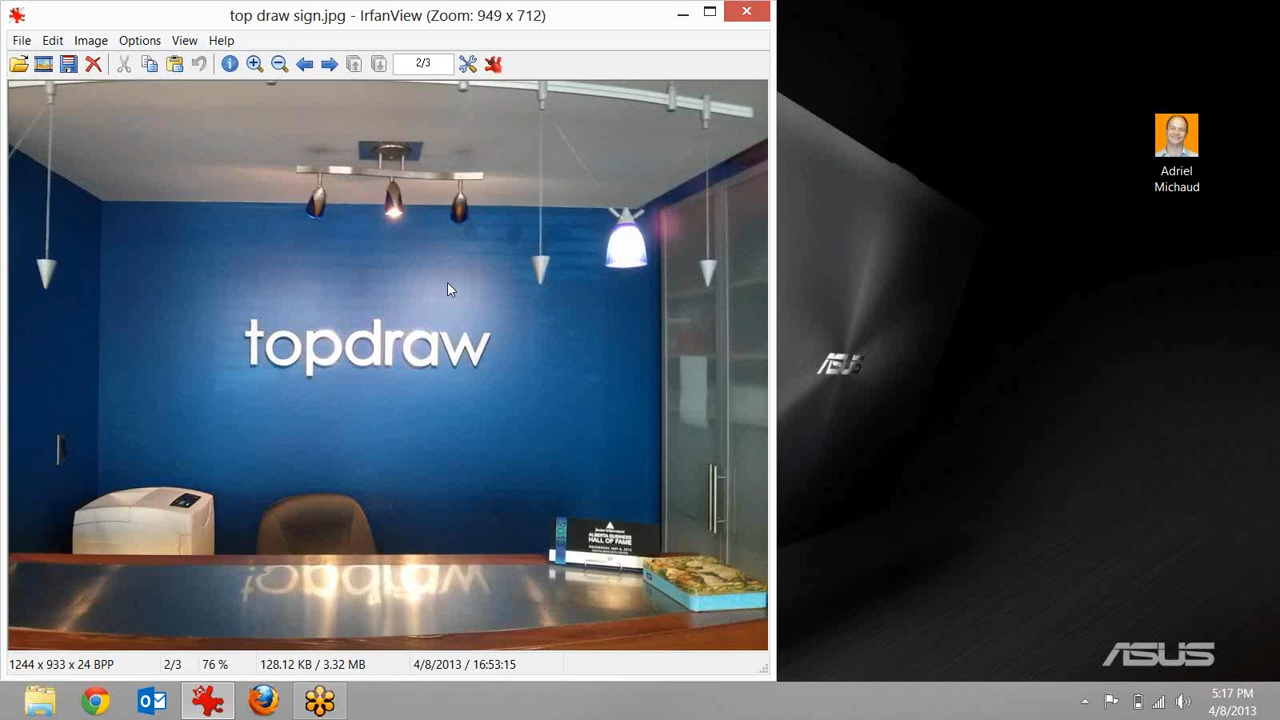 top draw sign.jpg - IrfanView (Zoom: 949 x 712)
File Edit Image Options View Help
2/3
topdraw
ALBERTA BUSINESS
HALL OF FAME
1244 x 933 x 24 BPP 2/3 76 % 128.12 KB / 3.32 MB 4/8/2013 / 16:53:15
Adriel
Michaud
ASUS
ASUS
5:17 PM
4/8/2013